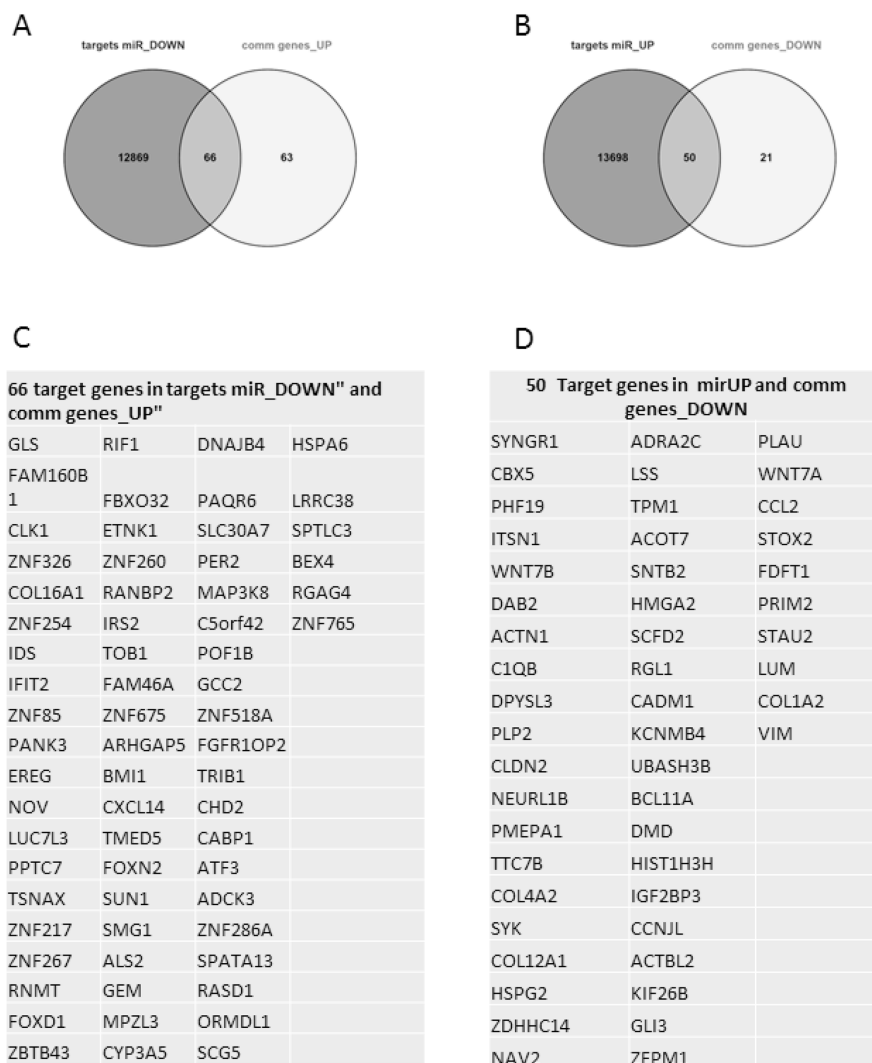 A
B
targets miR_DOWN comm genes_UP
targets miR_UP comm genes_DOWN
12869 66 63
13698 50 21
C
D
66 target genes in targets miR_DOWN" and
comm genes_UP"
GLS RIF1 DNAJB4 HSPA6
FAM160B
1 FBXO32 PAQR6 LRRC38
CLK1 ETNK1 SLC30A7 SPTLC3
ZNF326 ZNF260 PER2 BEX4
COL16A1 RANBP2 MAP3K8 RGAG4
ZNF254 IRS2 C5orf42 ZNF765
IDS TOB1 POF1B
IFIT2 FAM46A GCC2
ZNF85 ZNF675 ZNF518A
PANK3 ARHGAP5 FGFR1OP2
EREG BMI1 TRIB1
NOV CXCL14 CHD2
LUC7L3 TMED5 CABP1
PPTC7 FOXN2 ATF3
TSNAX SUN1 ADCK3
ZNF217 SMG1 ZNF286A
ZNF267 ALS2 SPATA13
RNMT GEM RASD1
FOXD1 MPZL3 ORMDL1
ZBTB43 CYP3A5 SCG5
50 Target genes in mirUP and comm
genes_DOWN
SYNGR1 ADRA2C PLAU
CBX5 LSS WNT7A
PHF19 TPM1 CCL2
ITSN1 ACOT7 STOX2
WNT7B SNTB2 FDFT1
DAB2 HMGA2 PRIM2
ACTN1 SCFD2 STAU2
C1QB RGL1 LUM
DPYSL3 CADM1 COL1A2
PLP2 KCNMB4 VIM
CLDN2 UBASH3B
NEURL1B BCL11A
PMEPA1 DMD
TTC7B HIST1H3H
COL4A2 IGF2BP3
SYK CCNJL
COL12A1 ACTBL2
HSPG2 KIF26B
ZDHHC14 GLI3
NAV2 ZFPM1